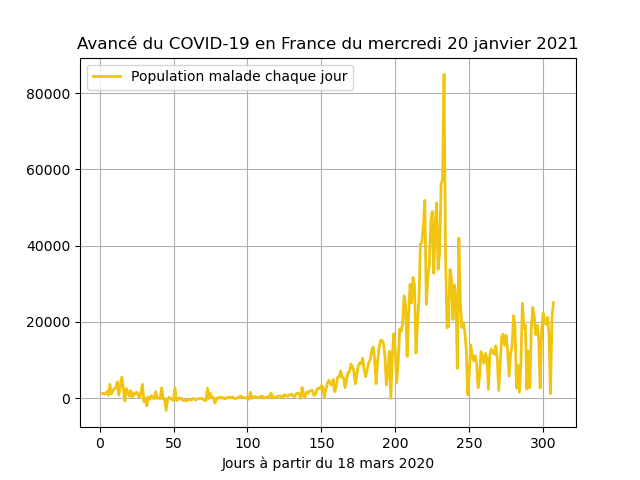 Avancé du COVID-19 en France du mercredi 20 janvier 2021
Population malade chaque jour
80000
60000
40000
20000
0
0 50 100 150 200 250 300
Jours à partir du 18 mars 2020